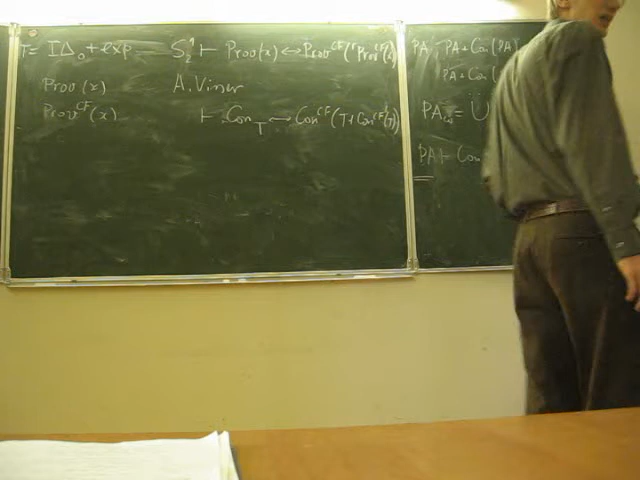 T = IΔ₀ + exp — S₂¹ ⊢ Prov(x) ↔ Prov^CF(⌜Prov^CF(x)
Prov(x) A. Visser
Prov^CF(x)
⊢ Con_T ↔ Con^CF(T + Con^CF(T))
PA PA + Con(PA)
PA + Con(
PA_ω = Ü
PA ⊢ Con